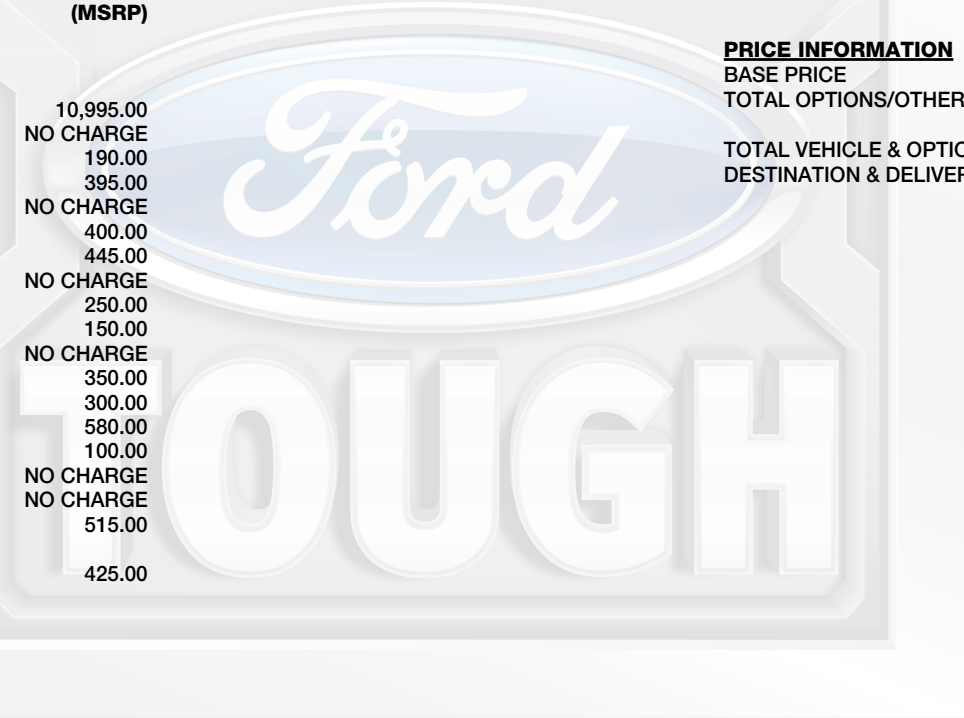 (MSRP)
10,995.00
NO CHARGE
190.00
395.00
NO CHARGE
400.00
445.00
NO CHARGE
250.00
150.00
NO CHARGE
350.00
300.00
580.00
100.00
NO CHARGE
NO CHARGE
515.00
425.00
PRICE INFORMATION
BASE PRICE
TOTAL OPTIONS/OTHER
TOTAL VEHICLE & OPTIO
DESTINATION & DELIVER
Ford
TOUGH